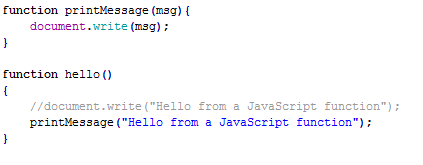 function printMessage(msg){
    document.write(msg);
}

function hello()
{
    //document.write("Hello from a JavaScript function");
    printMessage("Hello from a JavaScript function");
}